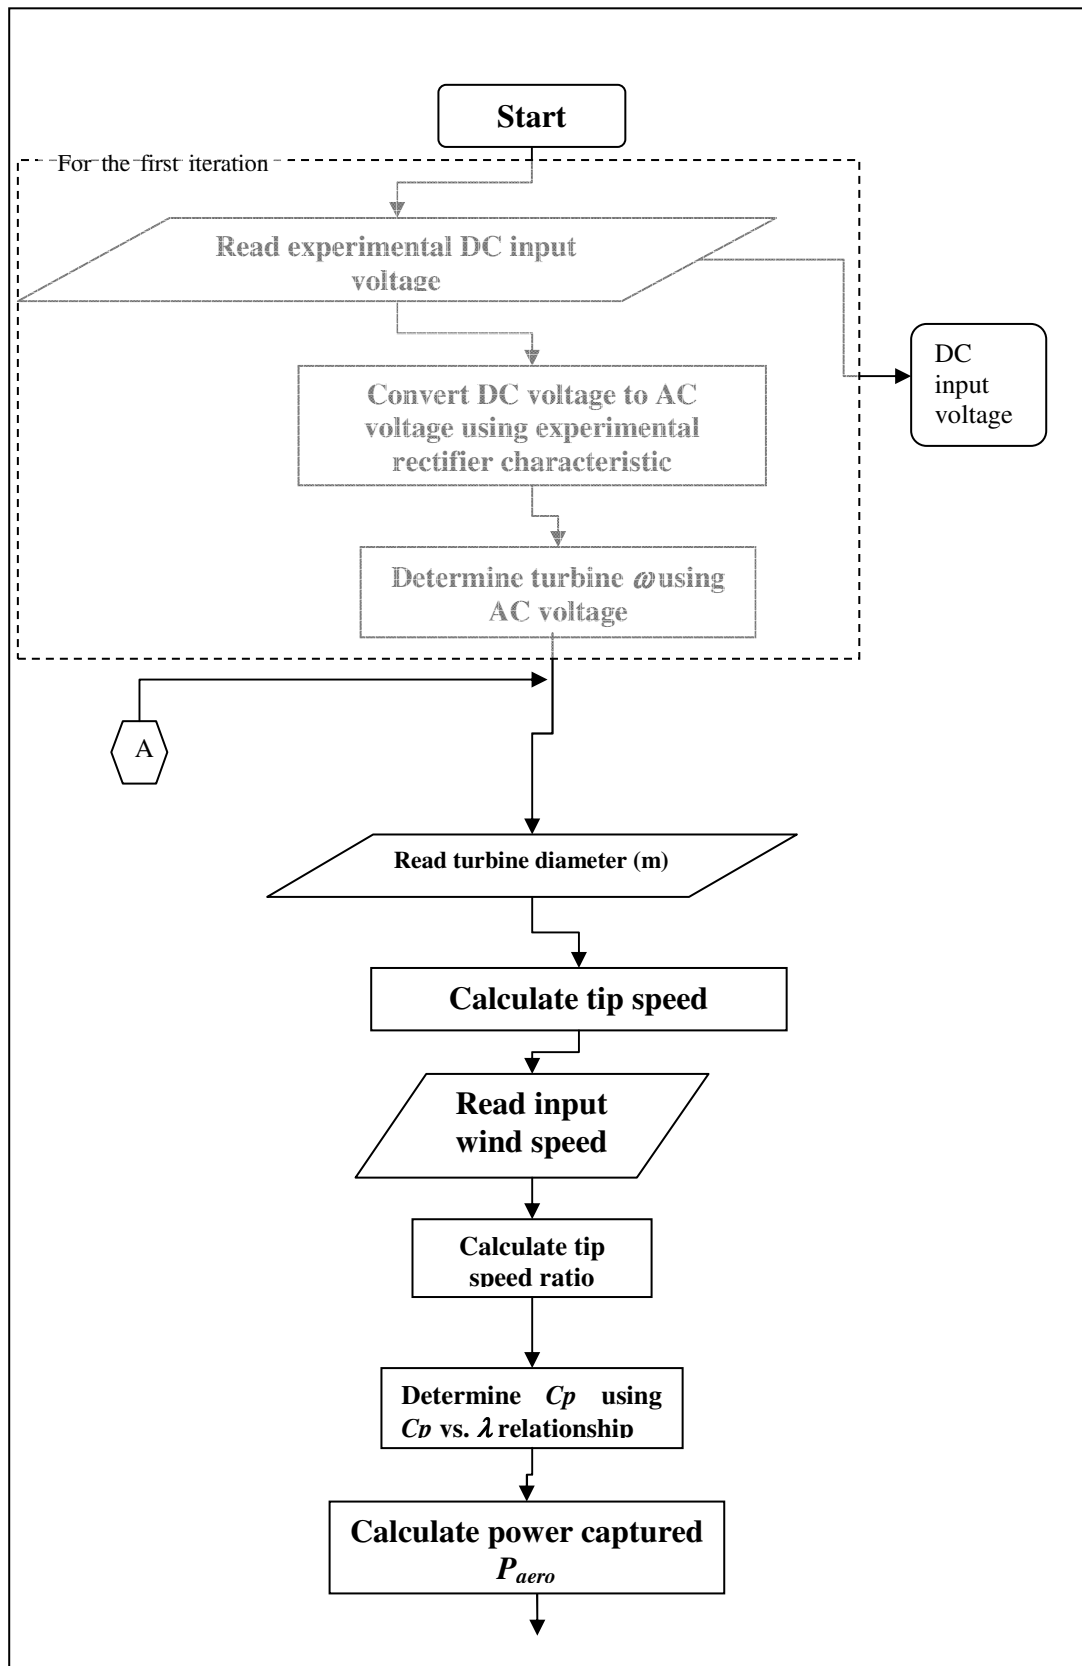 Start
For the first iteration
Read experimental DC input
voltage
DC
input
voltage
Convert DC voltage to AC
voltage using experimental
rectifier characteristic
Determine turbine ω using
AC voltage
A
Read turbine diameter (m)
Calculate tip speed
Read input
wind speed
Calculate tip
speed ratio
Determine Cp using
Cp vs. λ relationship
Calculate power captured
Paero